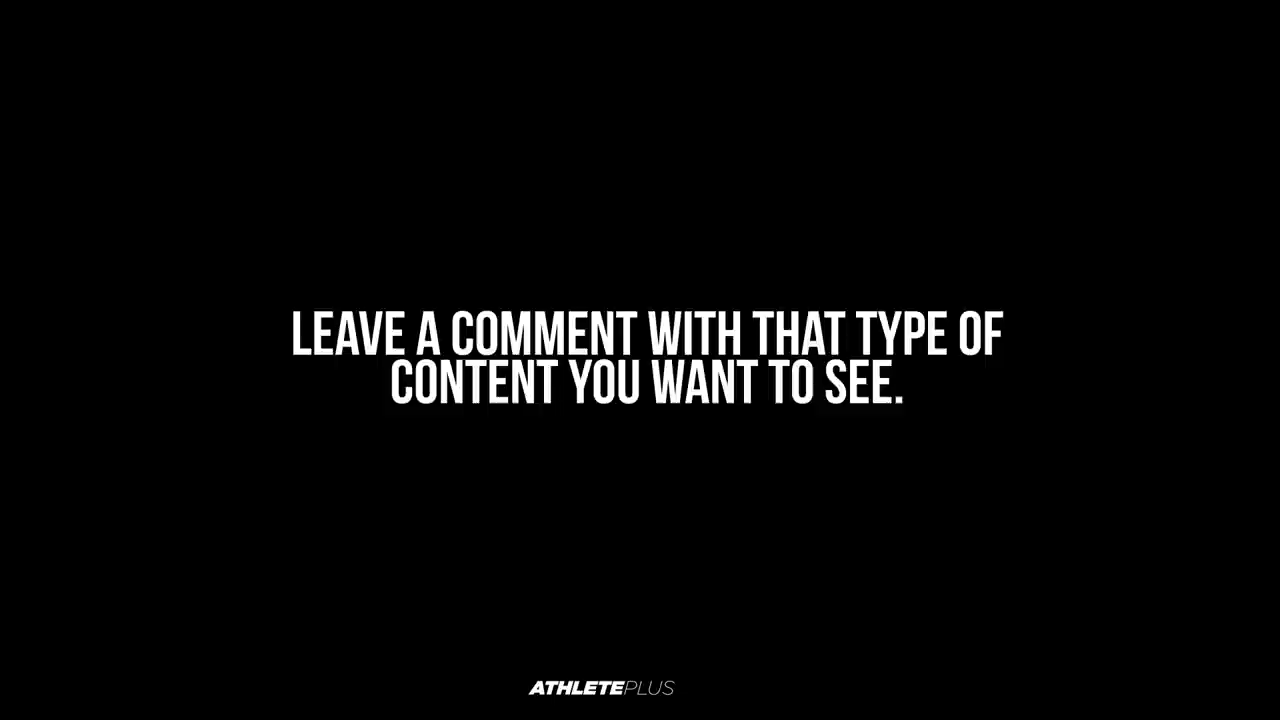 LEAVE A COMMENT WITH THAT TYPE OF
CONTENT YOU WANT TO SEE.
ATHLETEPLUS